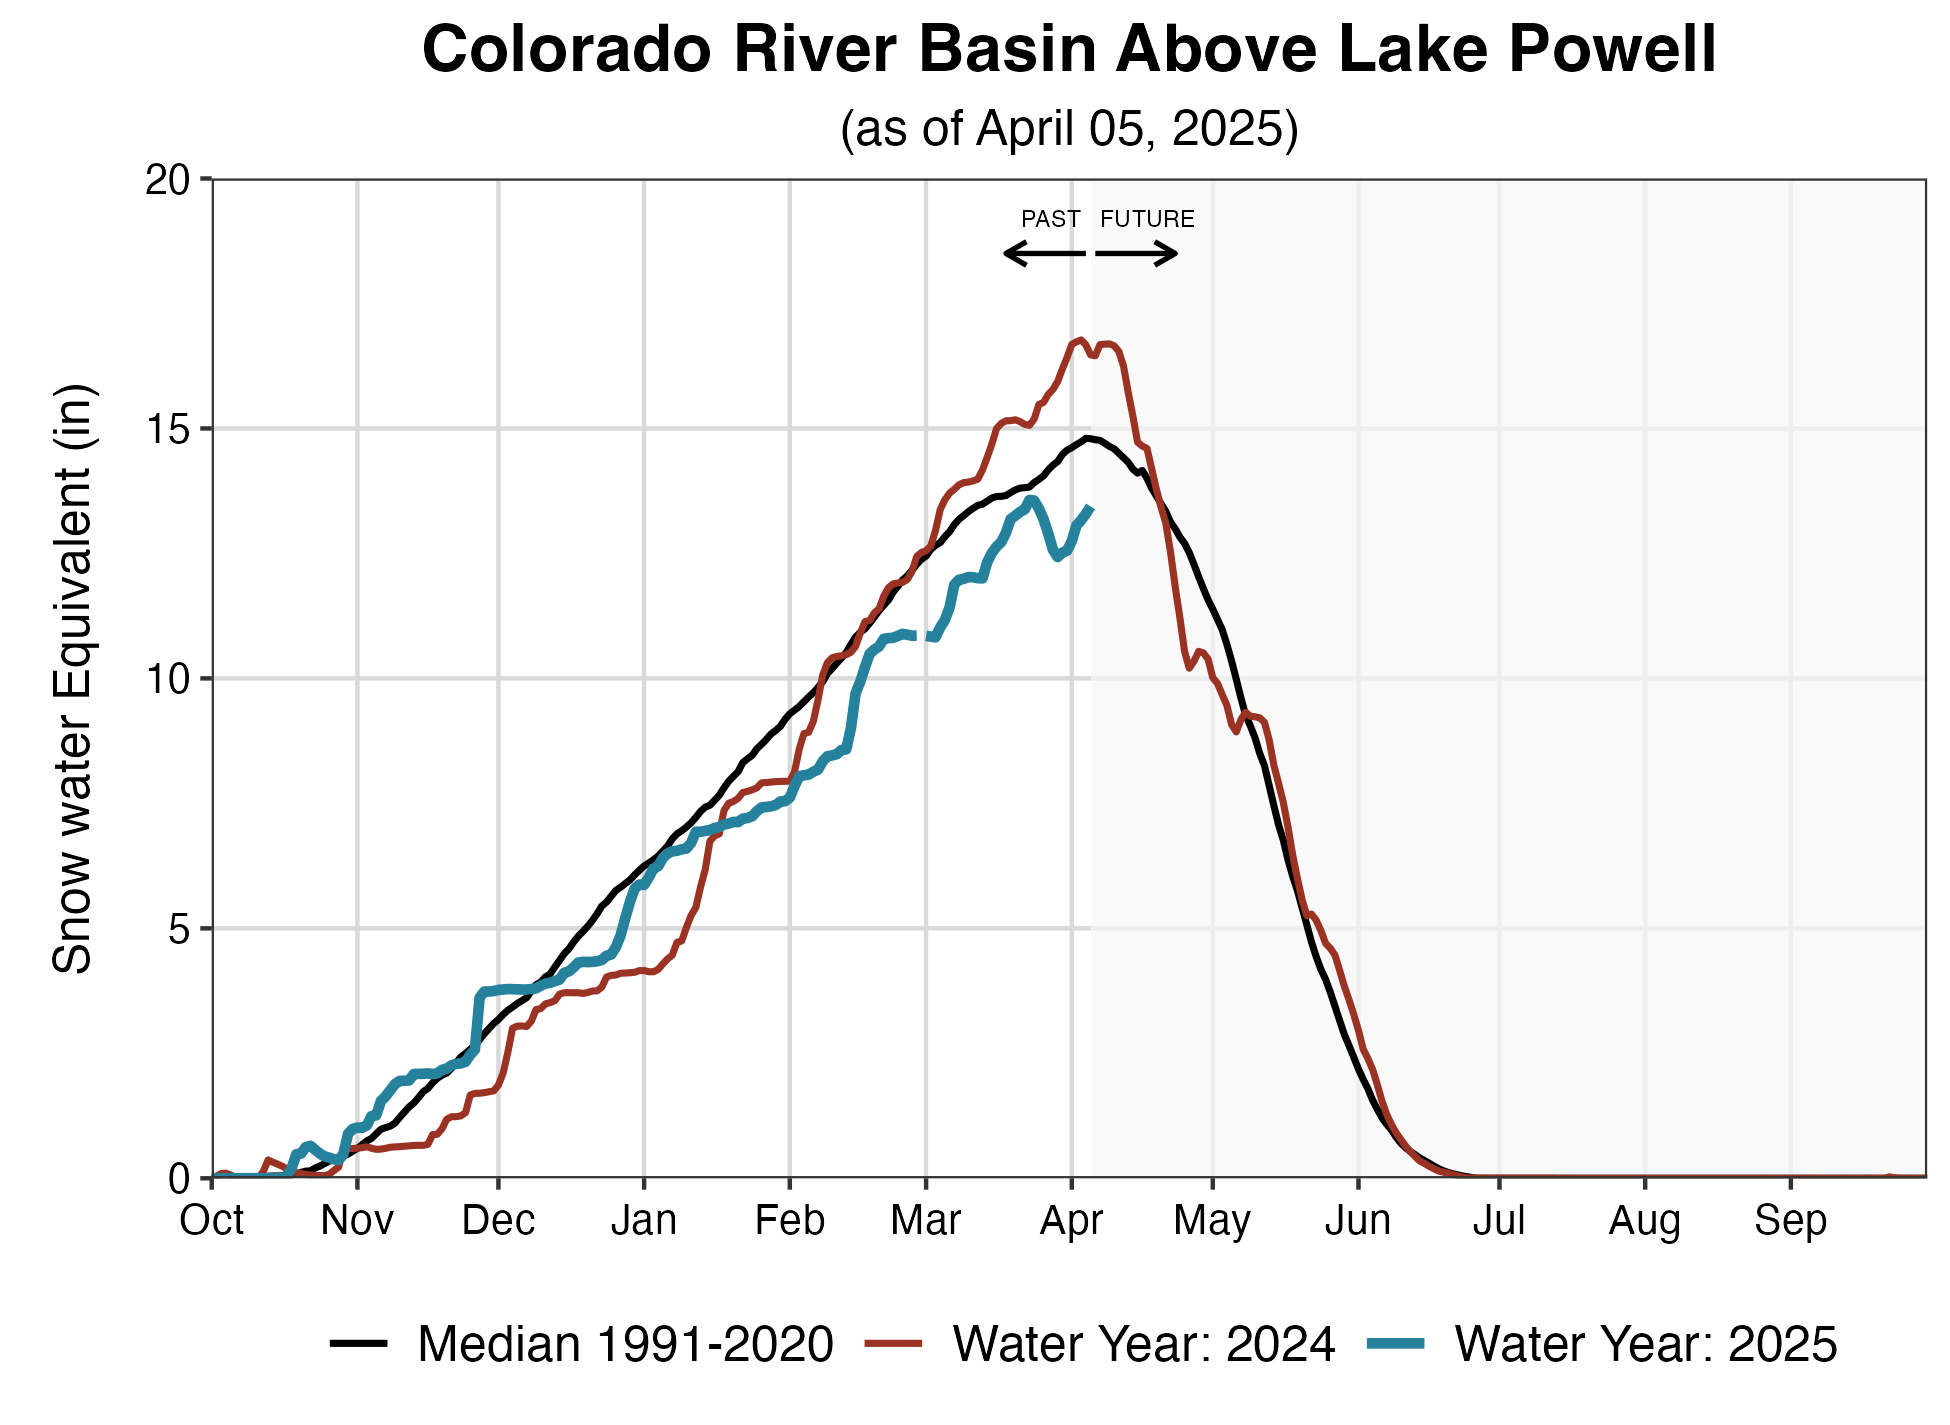 Colorado River Basin Above Lake Powell
(as of April 05, 2025)
Snow water Equivalent (in)
20
15
10
5
0
PAST FUTURE
Oct Nov Dec Jan Feb Mar Apr May Jun Jul Aug Sep
Median 1991-2020 Water Year: 2024 Water Year: 2025